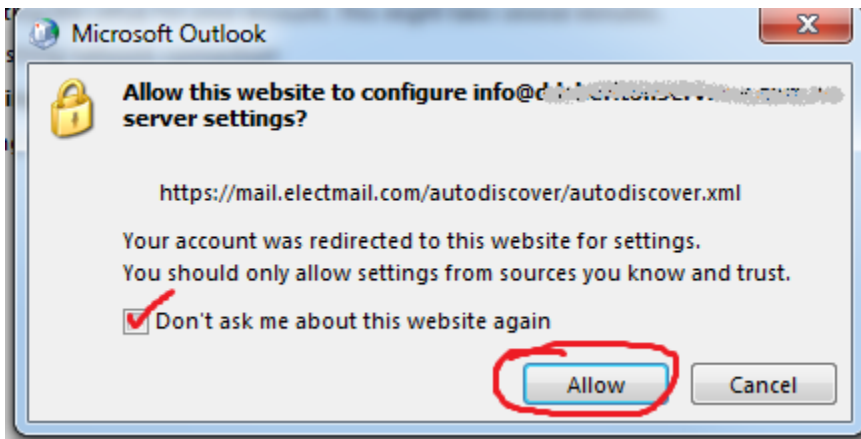 Microsoft Outlook
Allow this website to configure info@
server settings?
https://mail.electmail.com/autodiscover/autodiscover.xml
Your account was redirected to this website for settings.
You should only allow settings from sources you know and trust.
Don't ask me about this website again
Allow
Cancel